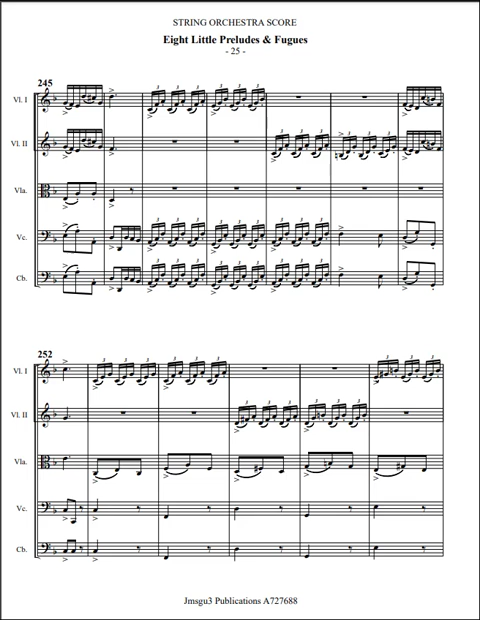 STRING ORCHESTRA SCORE
Eight Little Preludes & Fugues
- 25 -
245
Vl. I
Vl. II
Vla.
Vc.
Cb.
252
Vl. I
Vl. II
Vla.
Vc.
Cb.
Jmsgu3 Publications A727688